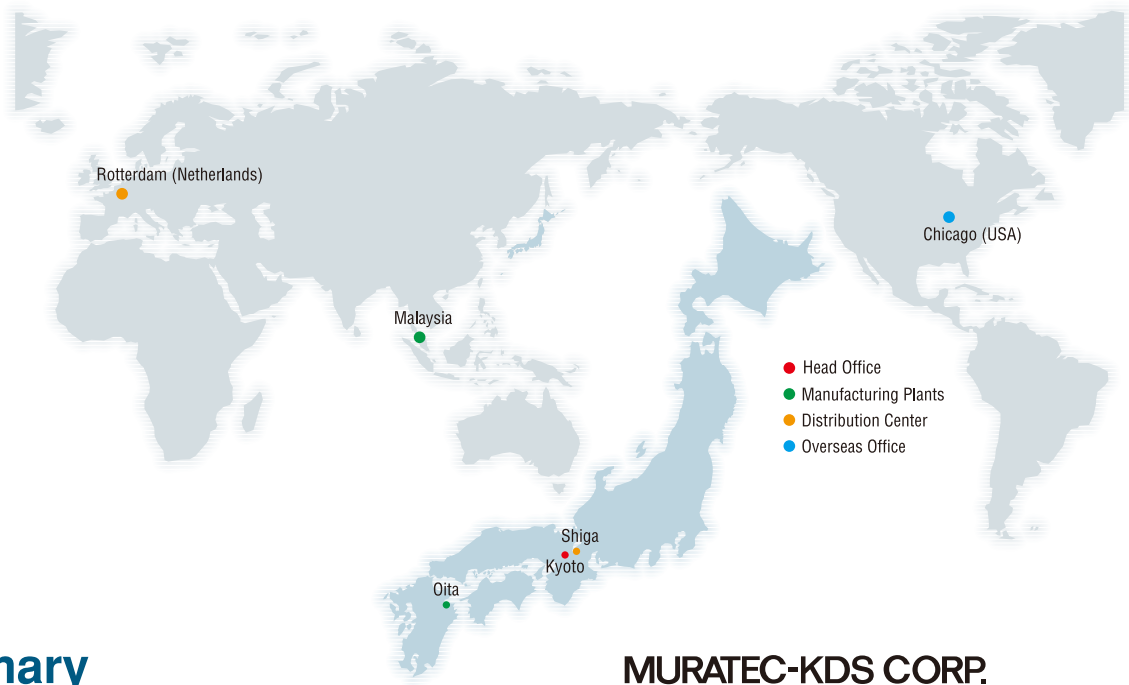 Rotterdam (Netherlands)
Chicago (USA)
Malaysia
Head Office
Manufacturing Plants
Distribution Center
Overseas Office
Shiga
Kyoto
Oita
nary
MURATEC-KDS CORP.